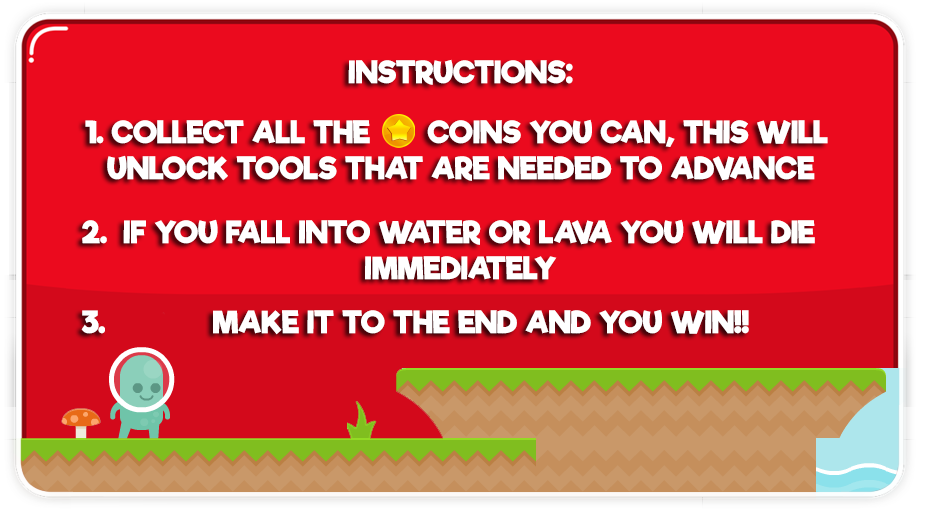 INSTRUCTIONS:
1. COLLECT ALL THE COINS YOU CAN, THIS WILL
UNLOCK TOOLS THAT ARE NEEDED TO ADVANCE
2. IF YOU FALL INTO WATER OR LAVA YOU WILL DIE
IMMEDIATELY
3. MAKE IT TO THE END AND YOU WIN!!